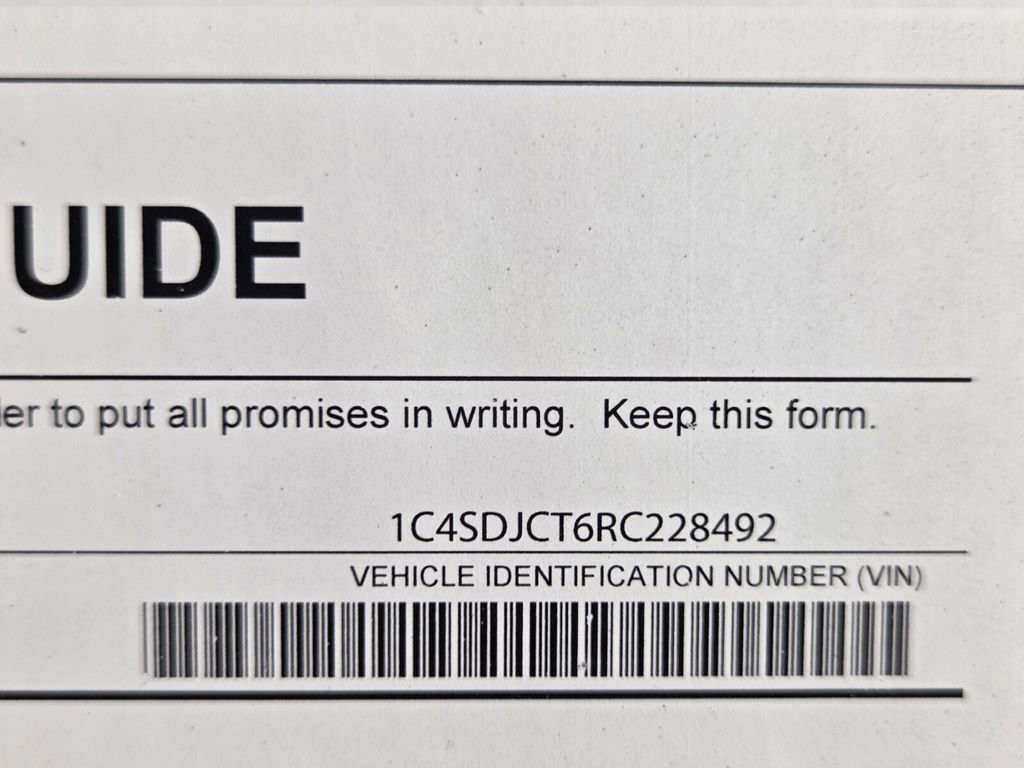 UIDE
ler to put all promises in writing. Keep this form.
1C4SDJCT6RC228492
VEHICLE IDENTIFICATION NUMBER (VIN)